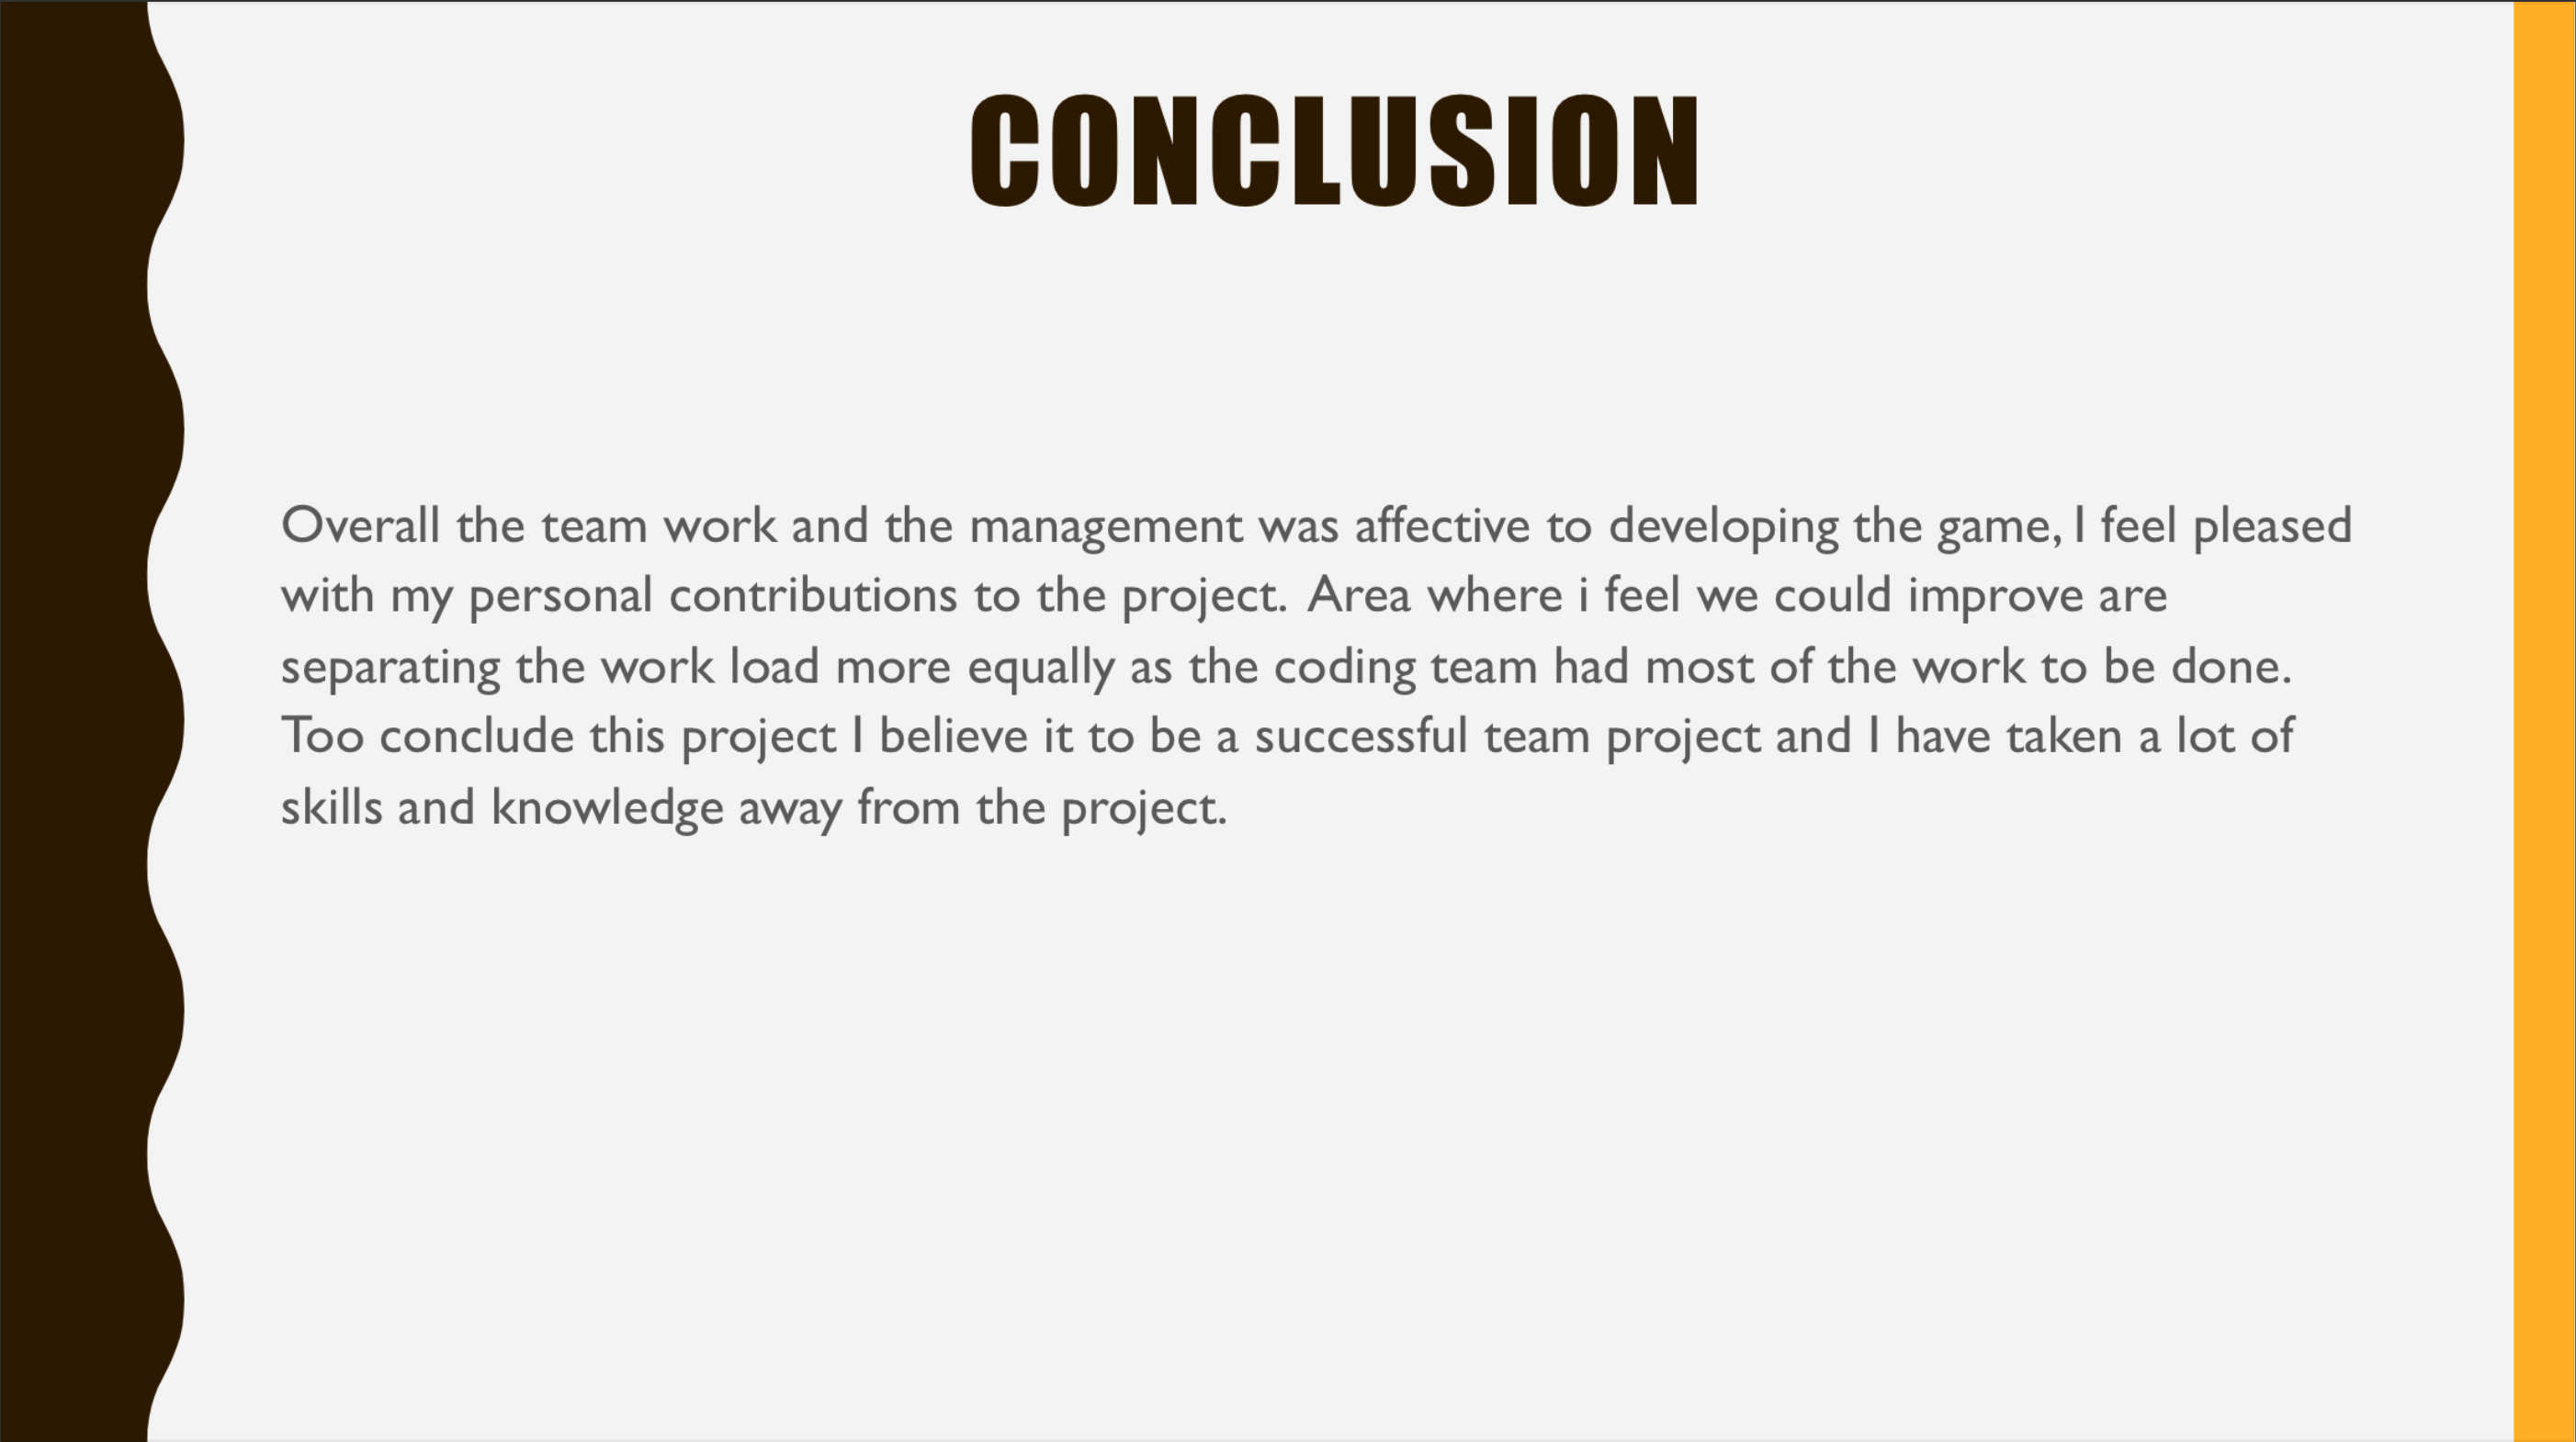 CONCLUSION
Overall the team work and the management was affective to developing the game, I feel pleased
with my personal contributions to the project.  Area where i feel we could improve are
separating the work load more equally as the coding team had most of the work to be done.
Too conclude this project I believe it to be a successful team project and I have taken a lot of
skills and knowledge away from the project.